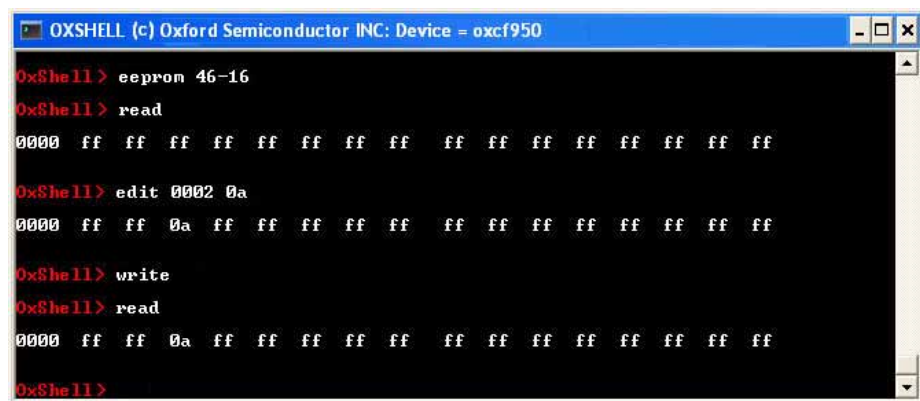 OXSHELL (c) Oxford Semiconductor INC: Device = oxcf950
OxShell> eeprom 46-16
OxShell> read
0000 ff ff ff ff ff ff ff ff ff ff ff ff ff ff ff ff
OxShell> edit 0002 0a
0000 ff ff 0a ff ff ff ff ff ff ff ff ff ff ff ff ff
OxShell> write
OxShell> read
0000 ff ff 0a ff ff ff ff ff ff ff ff ff ff ff ff ff
OxShell>